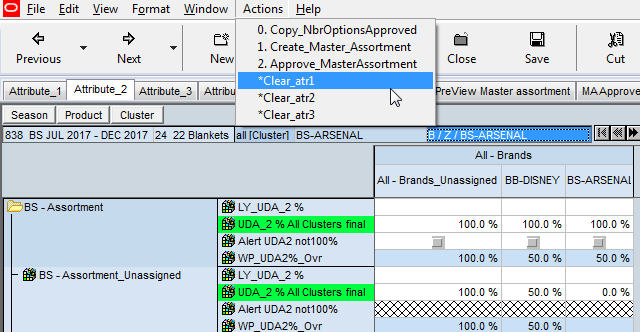 File Edit View Format Window Actions Help
Previous Next New Close Save Cut
0. Copy_NbrOptionsApproved
1. Create_Master_Assortment
2. Approve_MasterAssortment
*Clear_atr1
*Clear_atr2
*Clear_atr3
Attribute_1 Attribute_2 Attribute_3 PreView Master assortment MA Approve
Season Product Cluster
838 BS JUL 2017 - DEC 2017 24 22 Blankets all [Cluster] BS-ARSENAL B / Z / BS-ARSENAL
All - Brands
All - Brands_Unassigned BB-DISNEY BS-ARSENAL
BS - Assortment LY_UDA_2 %
UDA_2 % All Clusters final 100.0 % 100.0 % 100.0 %
Alert UDA2 not100%
WP_UDA2%_Ovr 100.0 % 50.0 % 50.0 %
BS - Assortment_Unassigned LY_UDA_2 %
UDA_2 % All Clusters final 100.0 % 50.0 % 0.0 %
Alert UDA2 not100%
WP_UDA2%_Ovr 100.0 % 50.0 % 50.0 %